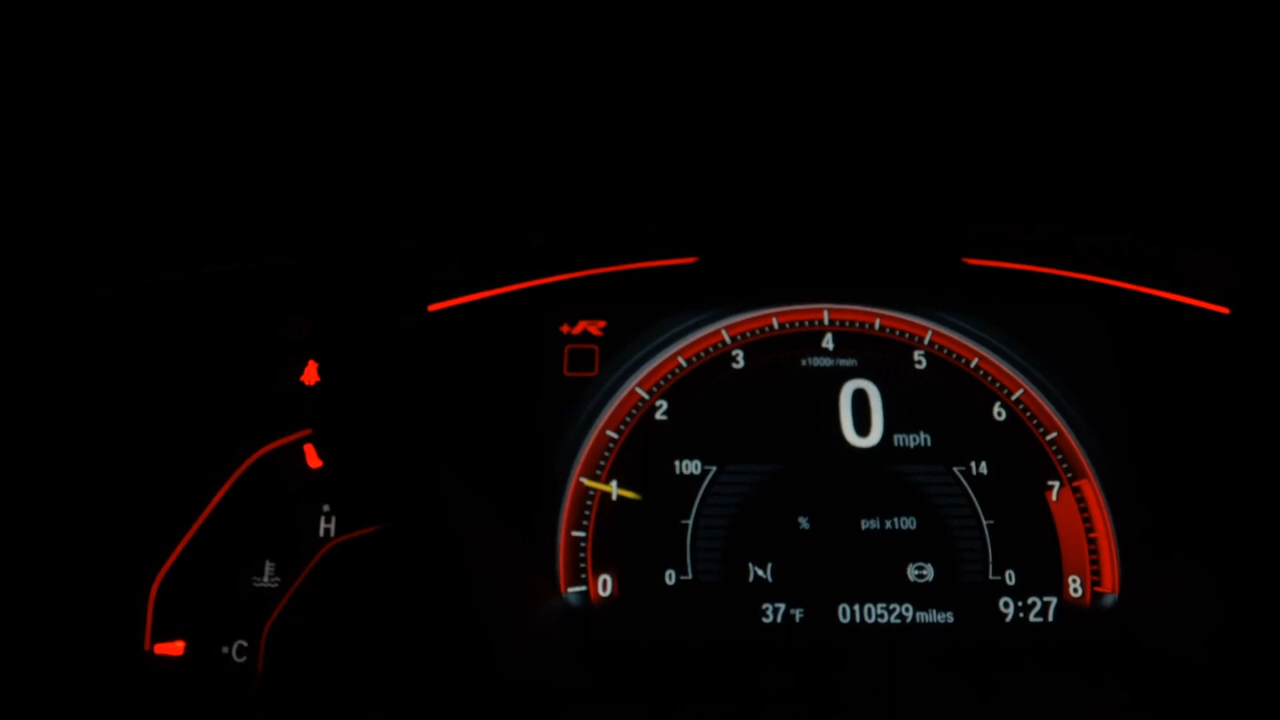 +R
4
3 5
x1000r/min
2 6
0 mph
100 14
1 7
% psi x100
H
0 0
0 8
37°F 010529 miles 9:27
C